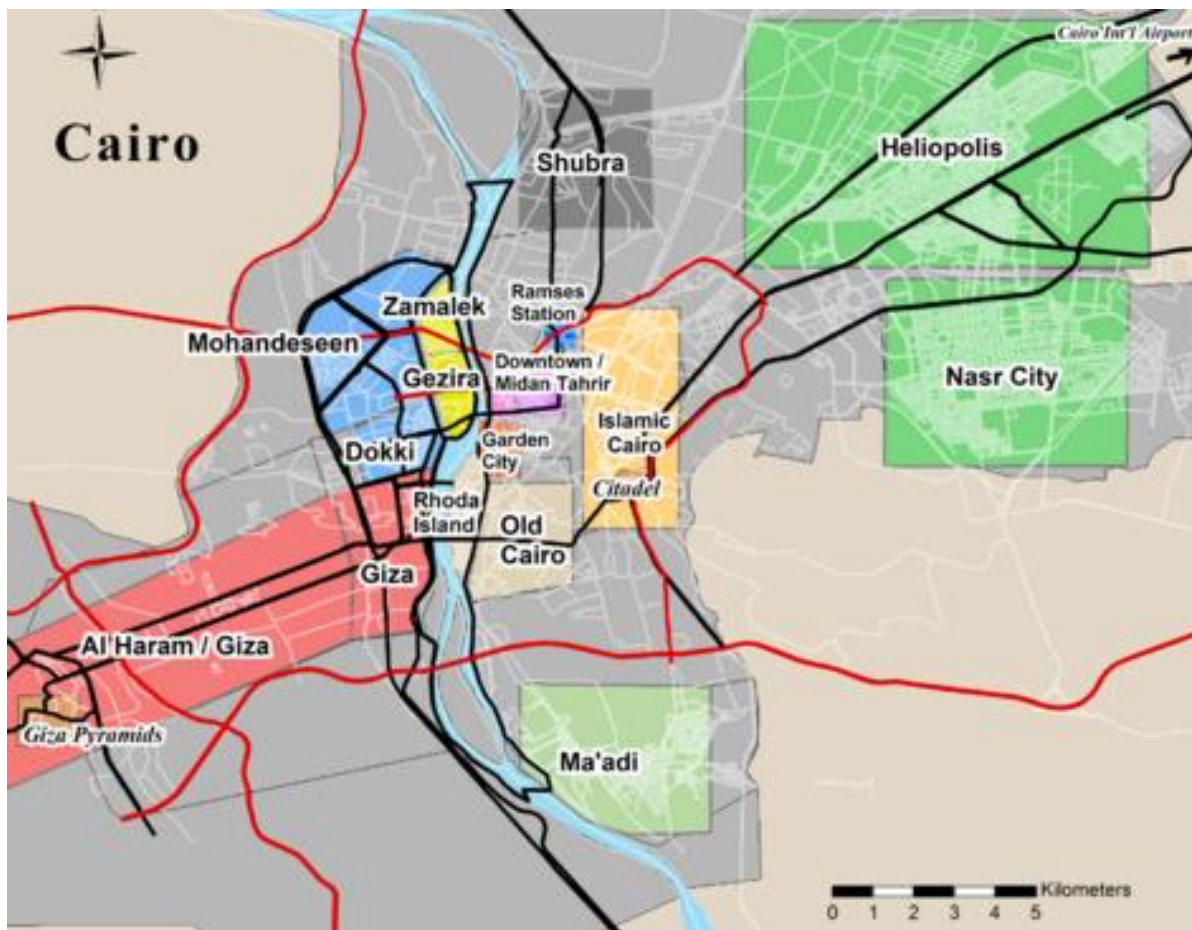 Cairo Int'l Airport
Cairo
Heliopolis
Shubra
Ramses
Station
Zamalek
Mohandeseen
Downtown /
Midan Tahrir
Gezira
Nasr City
Islamic
Cairo
Garden
City
Dokki
Citadel
Rhoda
Island
Old
Cairo
Giza
Al Haram / Giza
Giza Pyramids
Ma'adi
Kilometers
0 1 2 3 4 5